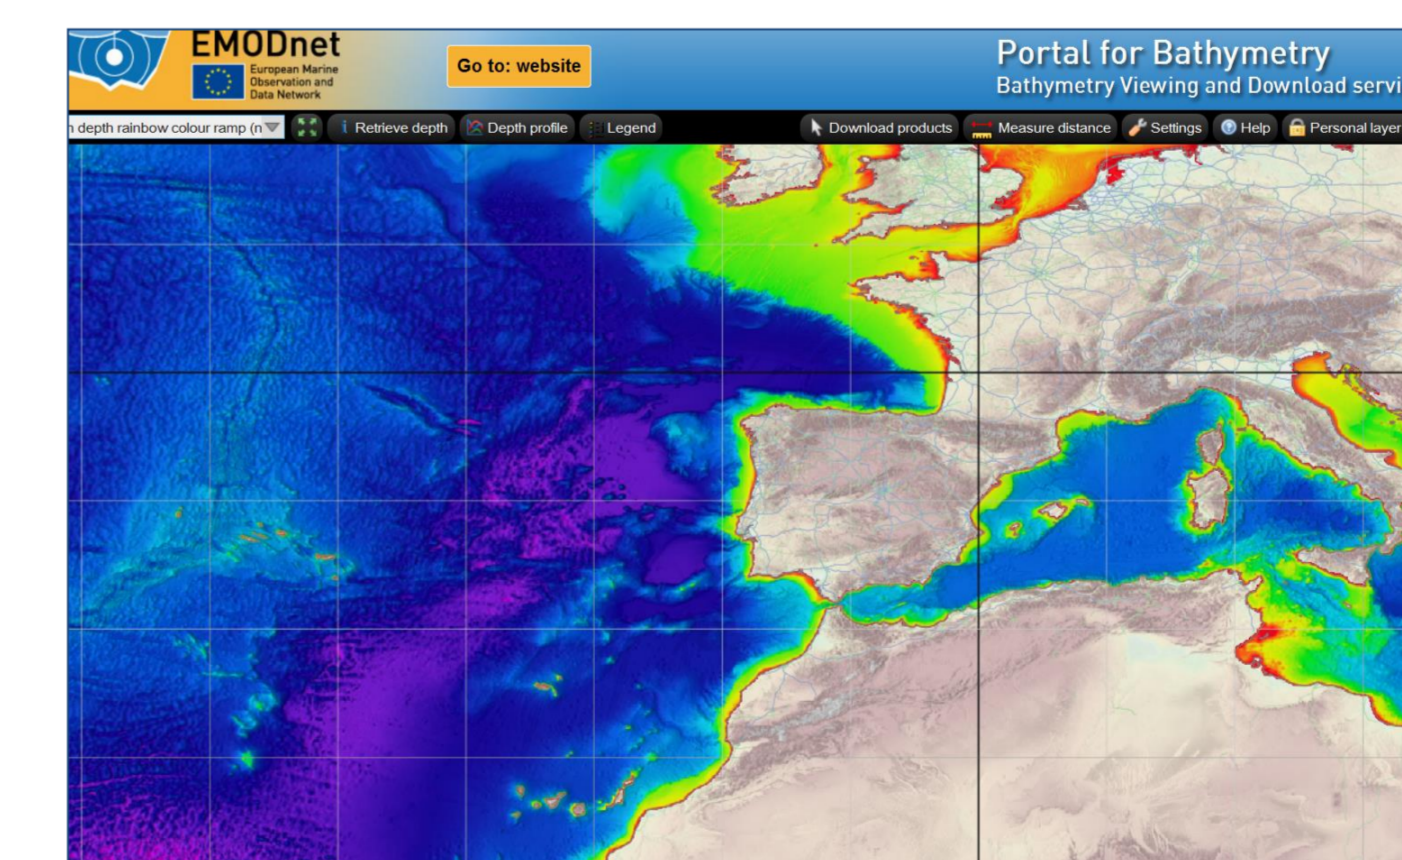 EMODnet
European Marine
Observation and
Data Network
Go to: website
Portal for Bathymetry
Bathymetry Viewing and Download servi
n depth rainbow colour ramp (n
Retrieve depth
Depth profile
Legend
Download products
Measure distance
Settings
Help
Personal layer